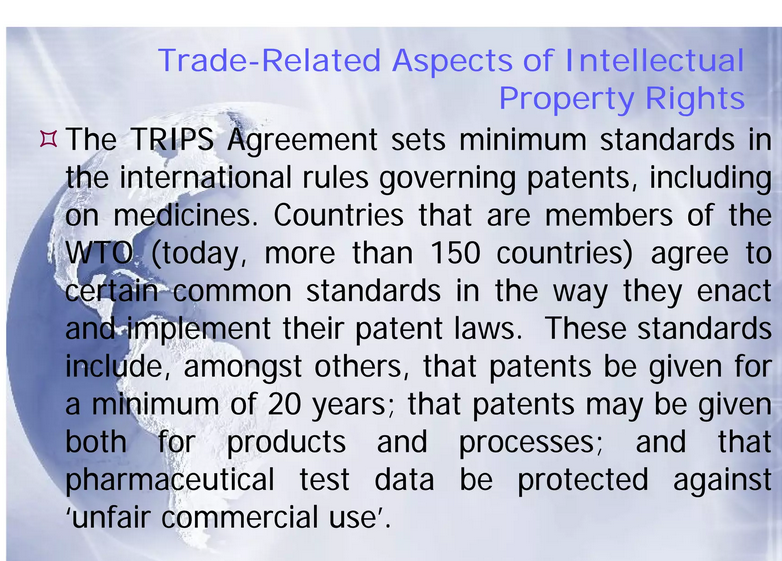 Trade-Related Aspects of Intellectual
Property Rights
The TRIPS Agreement sets minimum standards in
the international rules governing patents, including
on medicines. Countries that are members of the
WTO (today, more than 150 countries) agree to
certain common standards in the way they enact
and implement their patent laws. These standards
include, amongst others, that patents be given for
a minimum of 20 years; that patents may be given
both for products and processes; and that
pharmaceutical test data be protected against
‘unfair commercial use’.